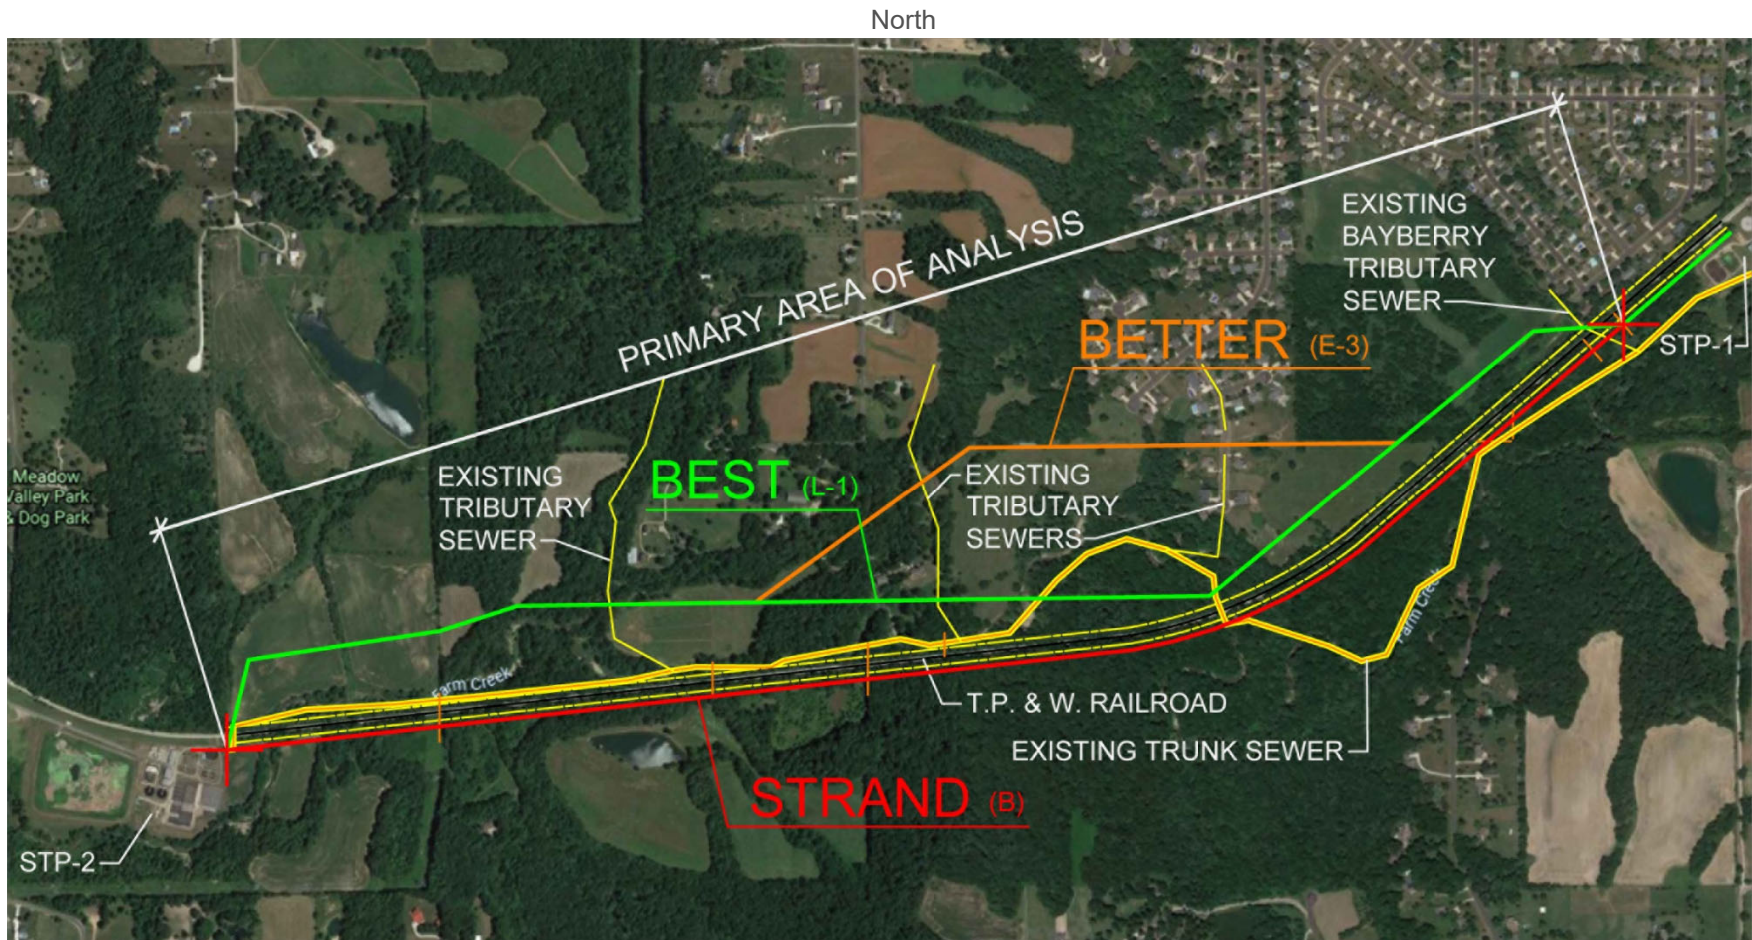 North
PRIMARY AREA OF ANALYSIS
EXISTING
BAYBERRY
TRIBUTARY
SEWER
STP-1
BETTER (E-3)
Meadow
Valley Park
& Dog Park
EXISTING
TRIBUTARY
SEWER
BEST (L-1)
EXISTING
TRIBUTARY
SEWERS
Farm Creek
Farm Creek
T.P. & W. RAILROAD
EXISTING TRUNK SEWER
STRAND (B)
STP-2